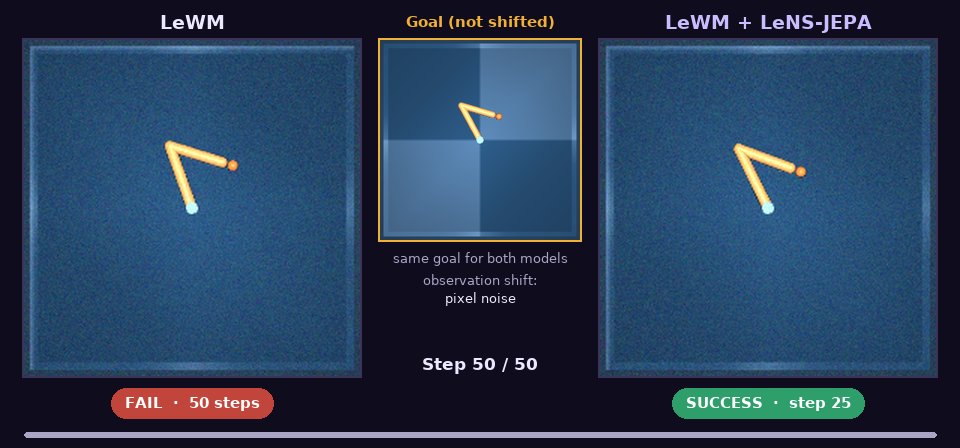 LeWM
Goal (not shifted)
LeWM + LeNS-JEPA
same goal for both models
observation shift:
pixel noise
Step 50 / 50
FAIL · 50 steps
SUCCESS · step 25